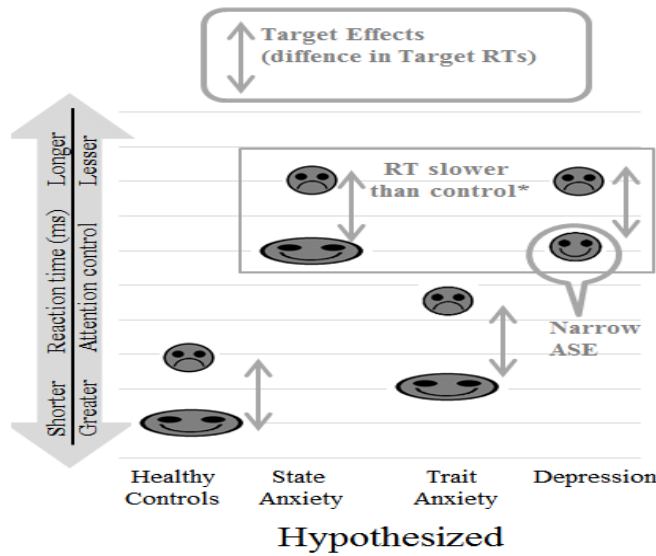 Target Effects
(diffence in Target RTs)
Longer
Lesser
Reaction time (ms)
Attention control
Shorter
Greater
RT slower
than control*
Narrow
ASE
Healthy
Controls
State
Anxiety
Trait
Anxiety
Depression
Hypothesized